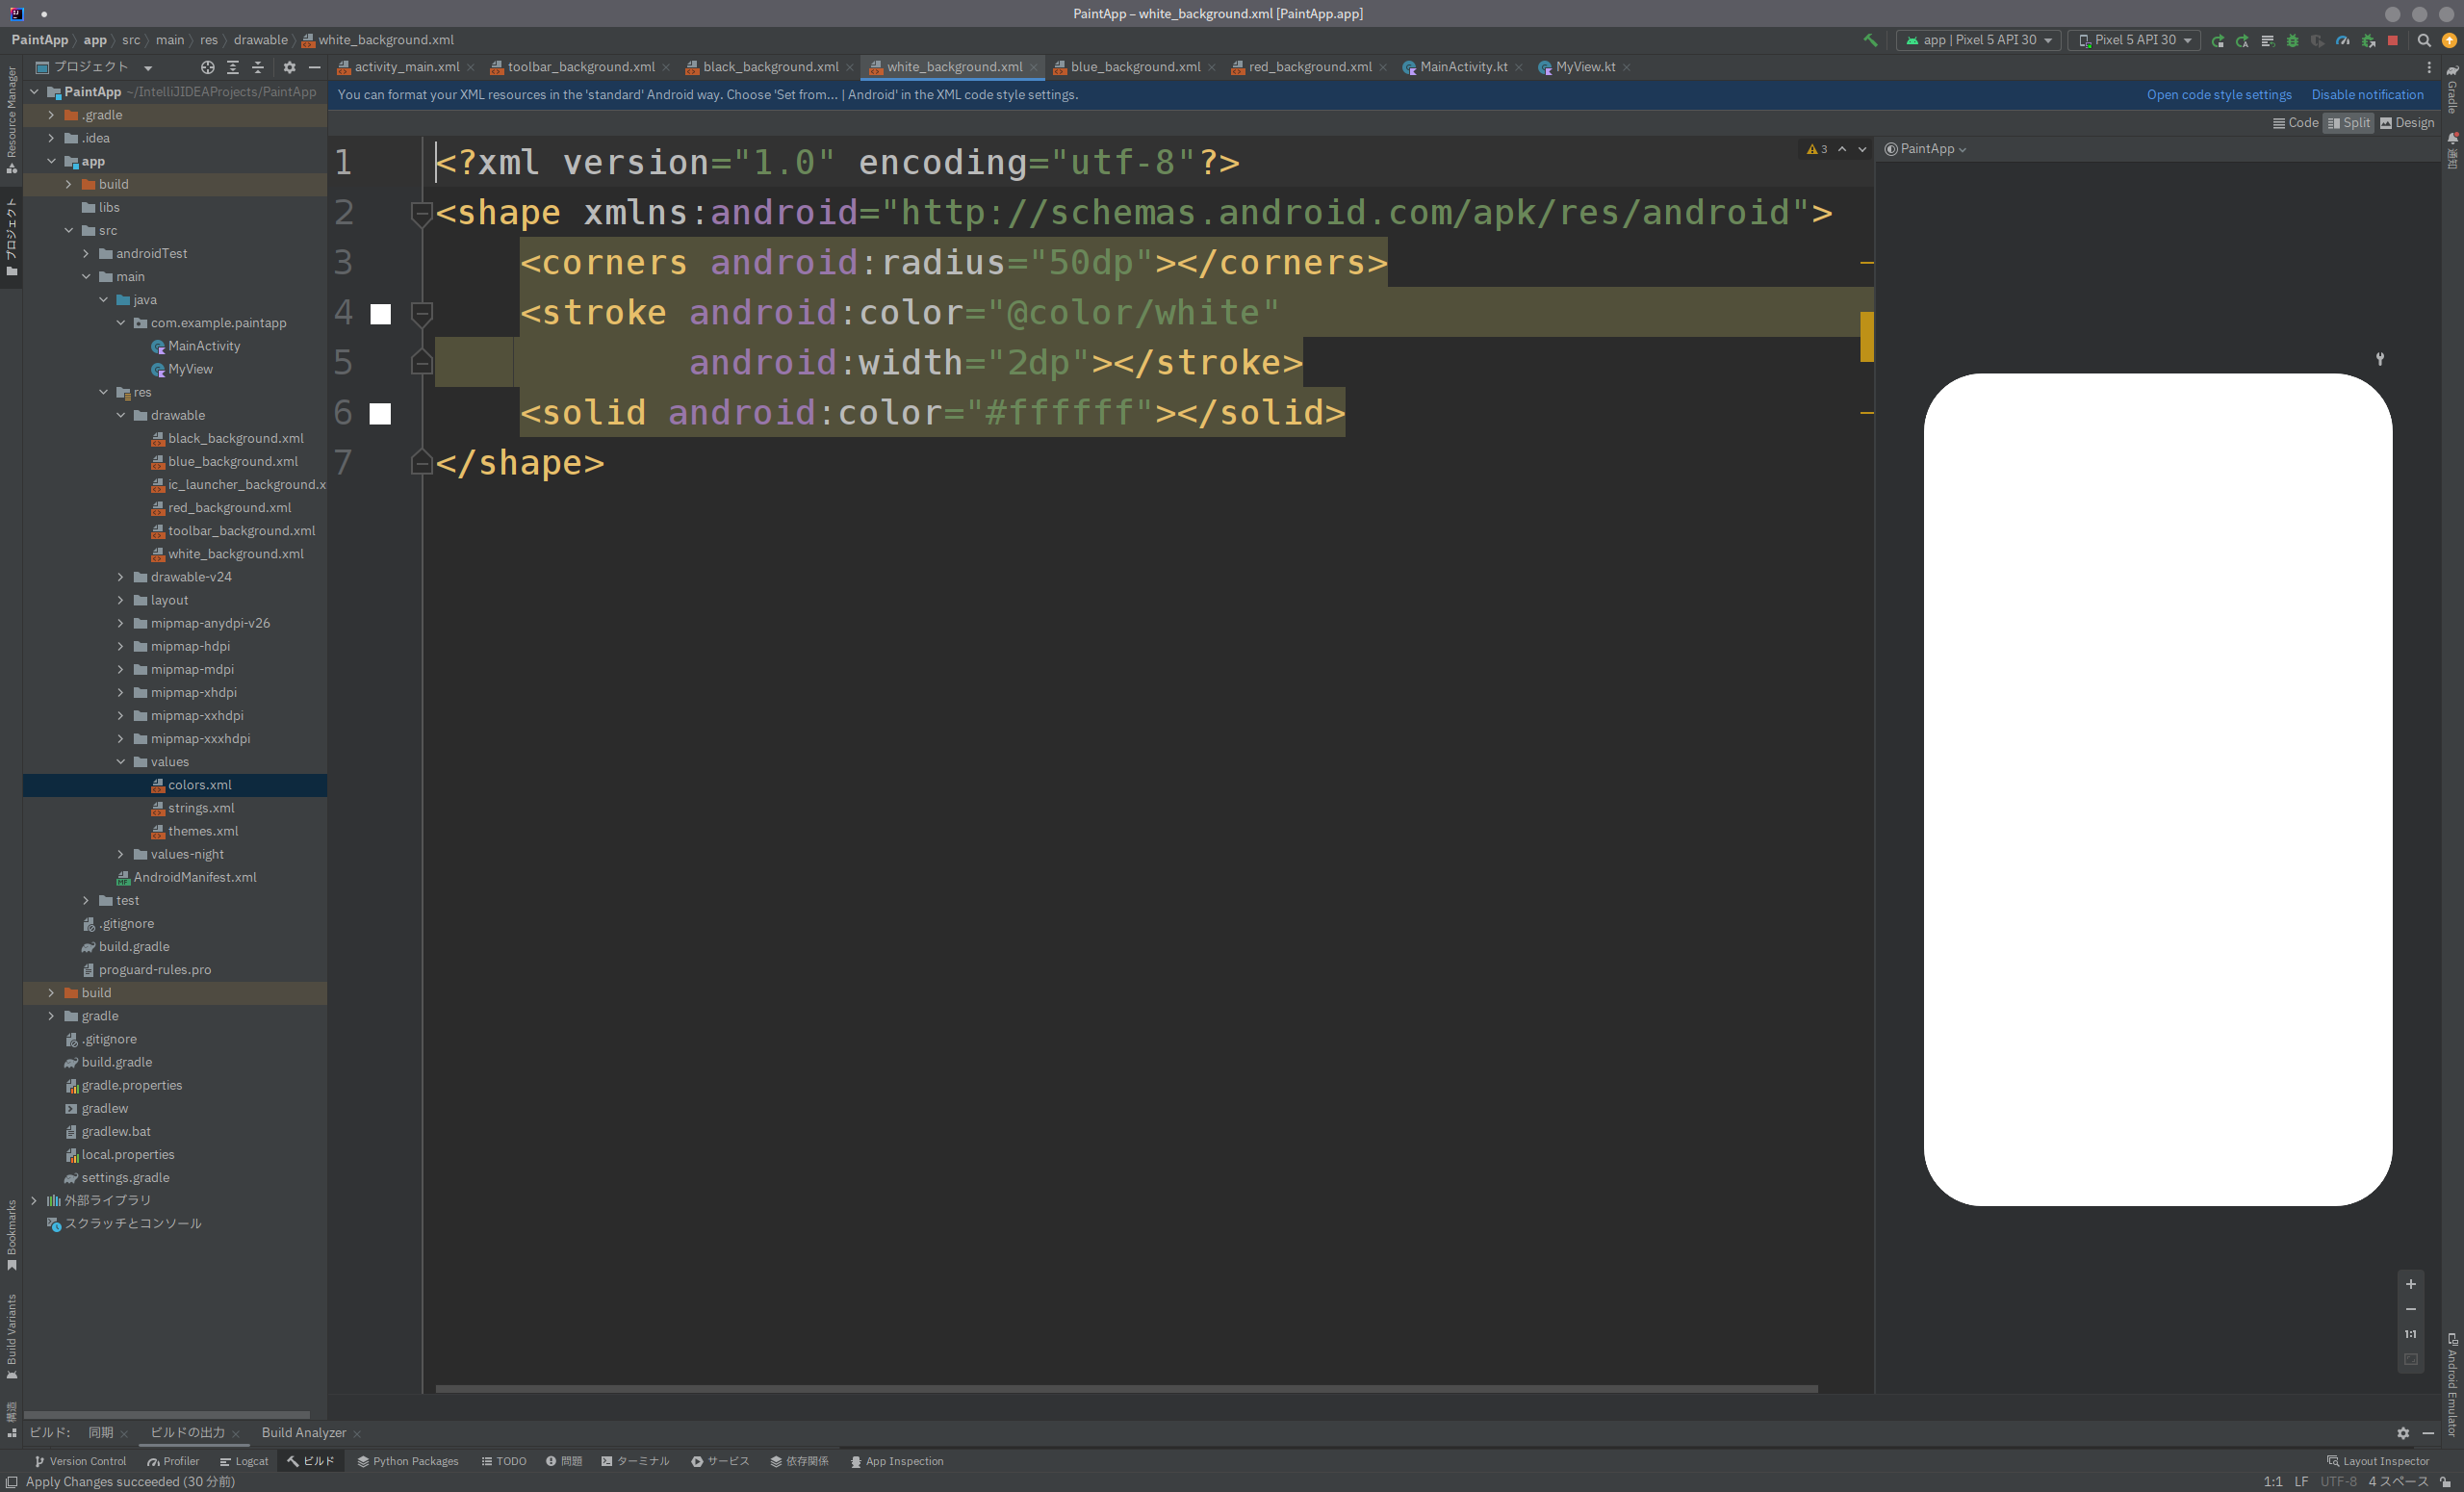 PaintApp – white_background.xml [PaintApp.app]
PaintApp app src main res drawable white_background.xml
app | Pixel 5 API 30 Pixel 5 API 30
プロジェクト
activity_main.xml toolbar_background.xml black_background.xml white_background.xml blue_background.xml red_background.xml MainActivity.kt MyView.kt
You can format your XML resources in the 'standard' Android way. Choose 'Set from... | Android' in the XML code style settings.
Open code style settings Disable notification
Code Split Design
Resource Manager
プロジェクト
Bookmarks
Build Variants
構造
PaintApp ~/IntelliJIDEAProjects/PaintApp
.gradle
.idea
app
build
libs
src
androidTest
main
java
com.example.paintapp
MainActivity
MyView
res
drawable
black_background.xml
blue_background.xml
ic_launcher_background.x
red_background.xml
toolbar_background.xml
white_background.xml
drawable-v24
layout
mipmap-anydpi-v26
mipmap-hdpi
mipmap-mdpi
mipmap-xhdpi
mipmap-xxhdpi
mipmap-xxxhdpi
values
colors.xml
strings.xml
themes.xml
values-night
AndroidManifest.xml
test
.gitignore
build.gradle
proguard-rules.pro
build
gradle
.gitignore
build.gradle
gradle.properties
gradlew
gradlew.bat
local.properties
settings.gradle
外部ライブラリ
スクラッチとコンソール
1 <?xml version="1.0" encoding="utf-8"?>
2 <shape xmlns:android="http://schemas.android.com/apk/res/android">
3 <corners android:radius="50dp"></corners>
4 <stroke android:color="@color/white"
5 android:width="2dp"></stroke>
6 <solid android:color="#ffffff"></solid>
7 </shape>
3
PaintApp
1:1
Gradle
通知
Android Emulator
ビルド: 同期 ビルドの出力 Build Analyzer
Version Control Profiler Logcat ビルド Python Packages TODO 問題 ターミナル サービス 依存関係 App Inspection Layout Inspector
Apply Changes succeeded (30 分前)
1:1 LF UTF-8 4 スペース